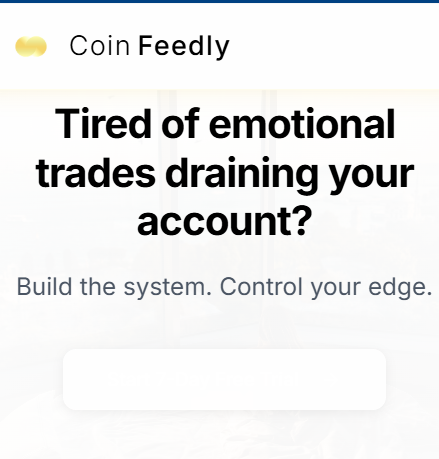 Coin Feedly
Tired of emotional
trades draining your
account?
Build the system. Control your edge.